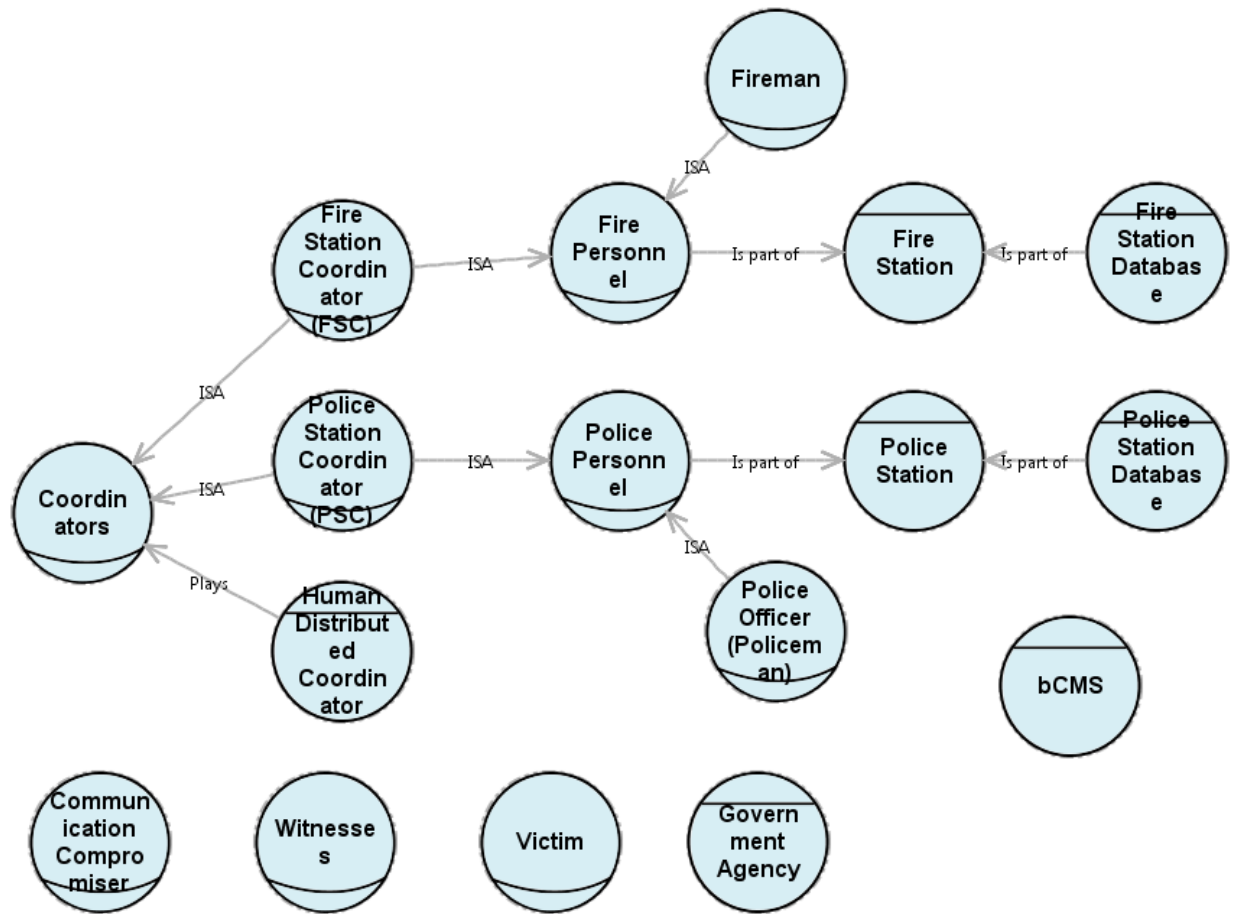 Fireman
ISA
Fire
Station
Coordin
ator
(FSC)
ISA
Fire
Personn
el
Is part of
Fire
Station
Is part of
Fire
Station
Databas
e
ISA
Police
Station
Coordin
ator
(PSC)
ISA
Police
Personn
el
Is part of
Police
Station
Is part of
Police
Station
Databas
e
Coordin
ators
ISA
ISA
Plays
Human
Distribut
ed
Coordin
ator
Police
Officer
(Policem
an)
bCMS
Commun
ication
Compro
miser
Witnesse
s
Victim
Govern
ment
Agency